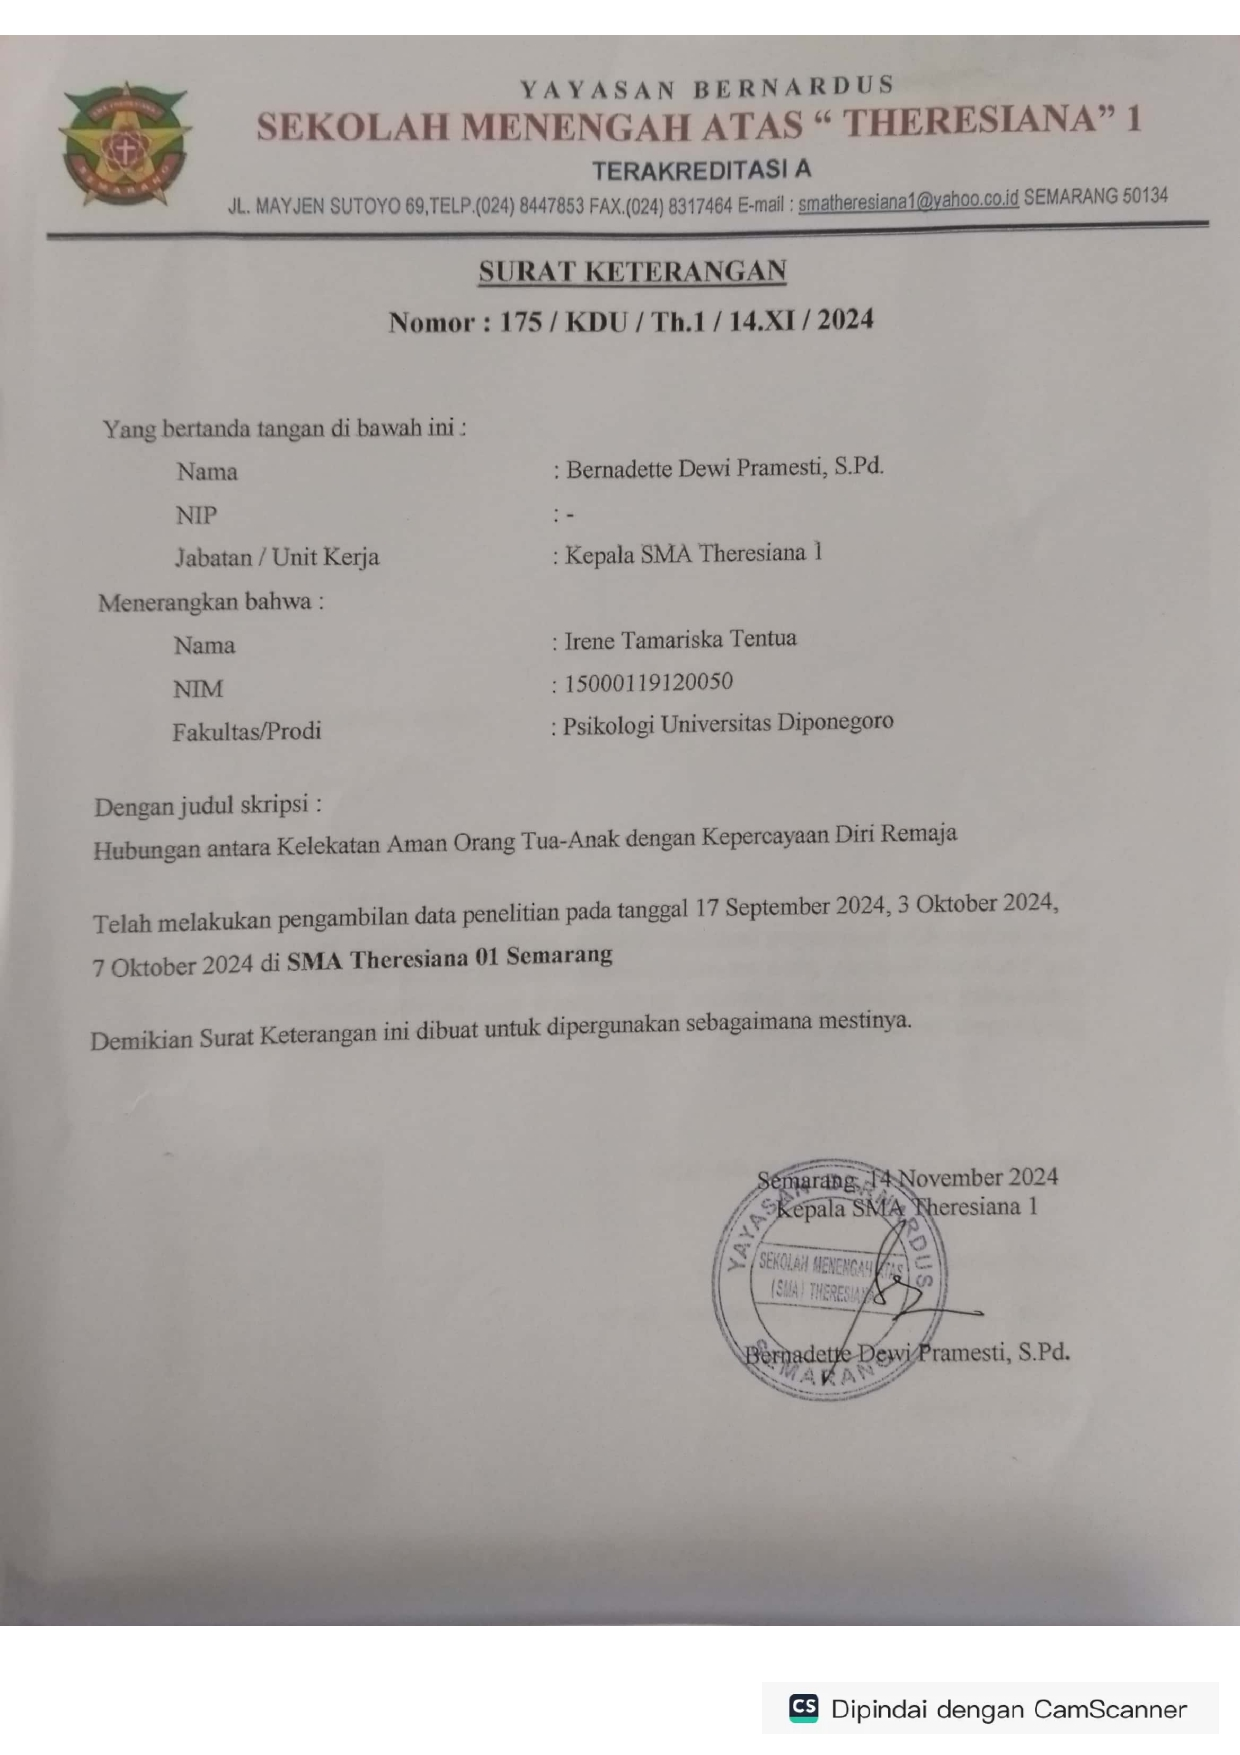 YAYASAN BERNARDUS
SEKOLAH MENENGAH ATAS “ THERESIANA” 1
TERAKREDITASI A
JL. MAYJEN SUTOYO 69,TELP.(024) 8447853 FAX.(024) 8317464 E-mail : smatheresiana1@yahoo.co.id SEMARANG 50134
SEMARANG
SURAT KETERANGAN
Nomor : 175 / KDU / Th.1 / 14.XI / 2024
Yang bertanda tangan di bawah ini :
Nama : Bernadette Dewi Pramesti, S.Pd.
NIP : -
Jabatan / Unit Kerja : Kepala SMA Theresiana 1
Menerangkan bahwa :
Nama : Irene Tamariska Tentua
NIM : 15000119120050
Fakultas/Prodi : Psikologi Universitas Diponegoro
Dengan judul skripsi :
Hubungan antara Kelekatan Aman Orang Tua-Anak dengan Kepercayaan Diri Remaja
Telah melakukan pengambilan data penelitian pada tanggal 17 September 2024, 3 Oktober 2024,
7 Oktober 2024 di SMA Theresiana 01 Semarang
Demikian Surat Keterangan ini dibuat untuk dipergunakan sebagaimana mestinya.
Semarang, 14 November 2024
Kepala SMA Theresiana 1
YAYASAN BERNARDUS
SEKOLAH MENENGAH ATAS
(SMA) THERESIANA
SEMARANG
Bernadette Dewi Pramesti, S.Pd.
CS Dipindai dengan CamScanner